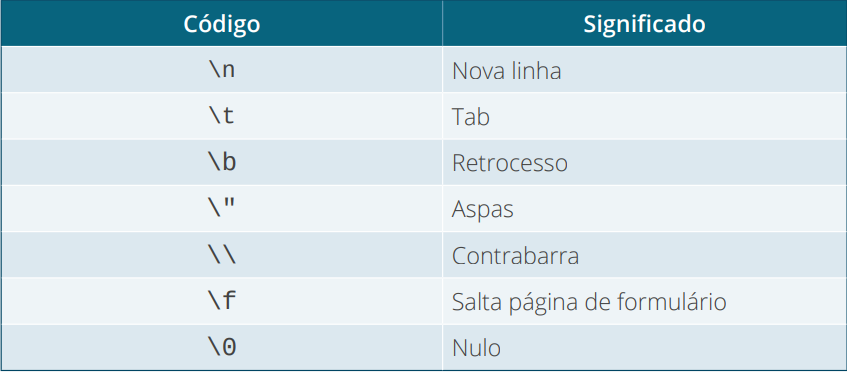 Código Significado
\n Nova linha
\t Tab
\b Retrocesso
\" Aspas
\\ Contrabarra
\f Salta página de formulário
\0 Nulo